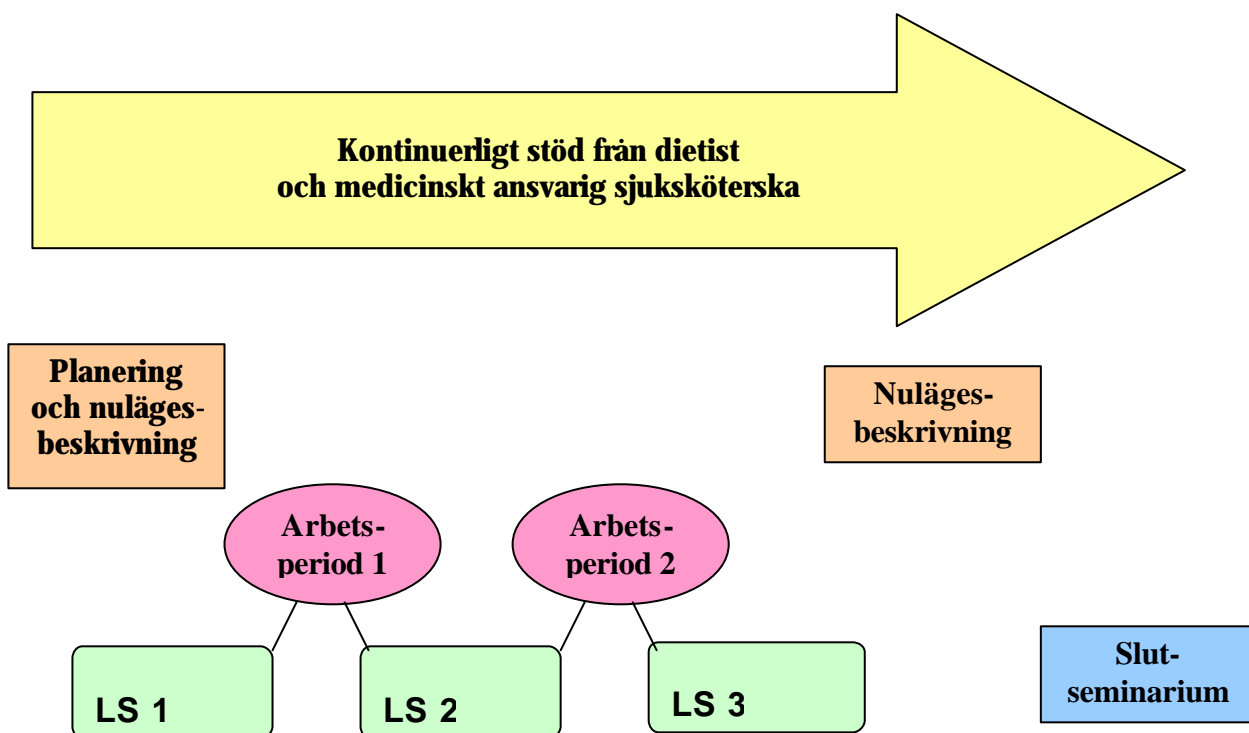 Kontinuerligt stöd från dietist
och medicinskt ansvarig sjuksköterska
Planering
och nuläges-
beskrivning
Nuläges-
beskrivning
Arbets-
period 1
Arbets-
period 2
LS 1
LS 2
LS 3
Slut-
seminarium